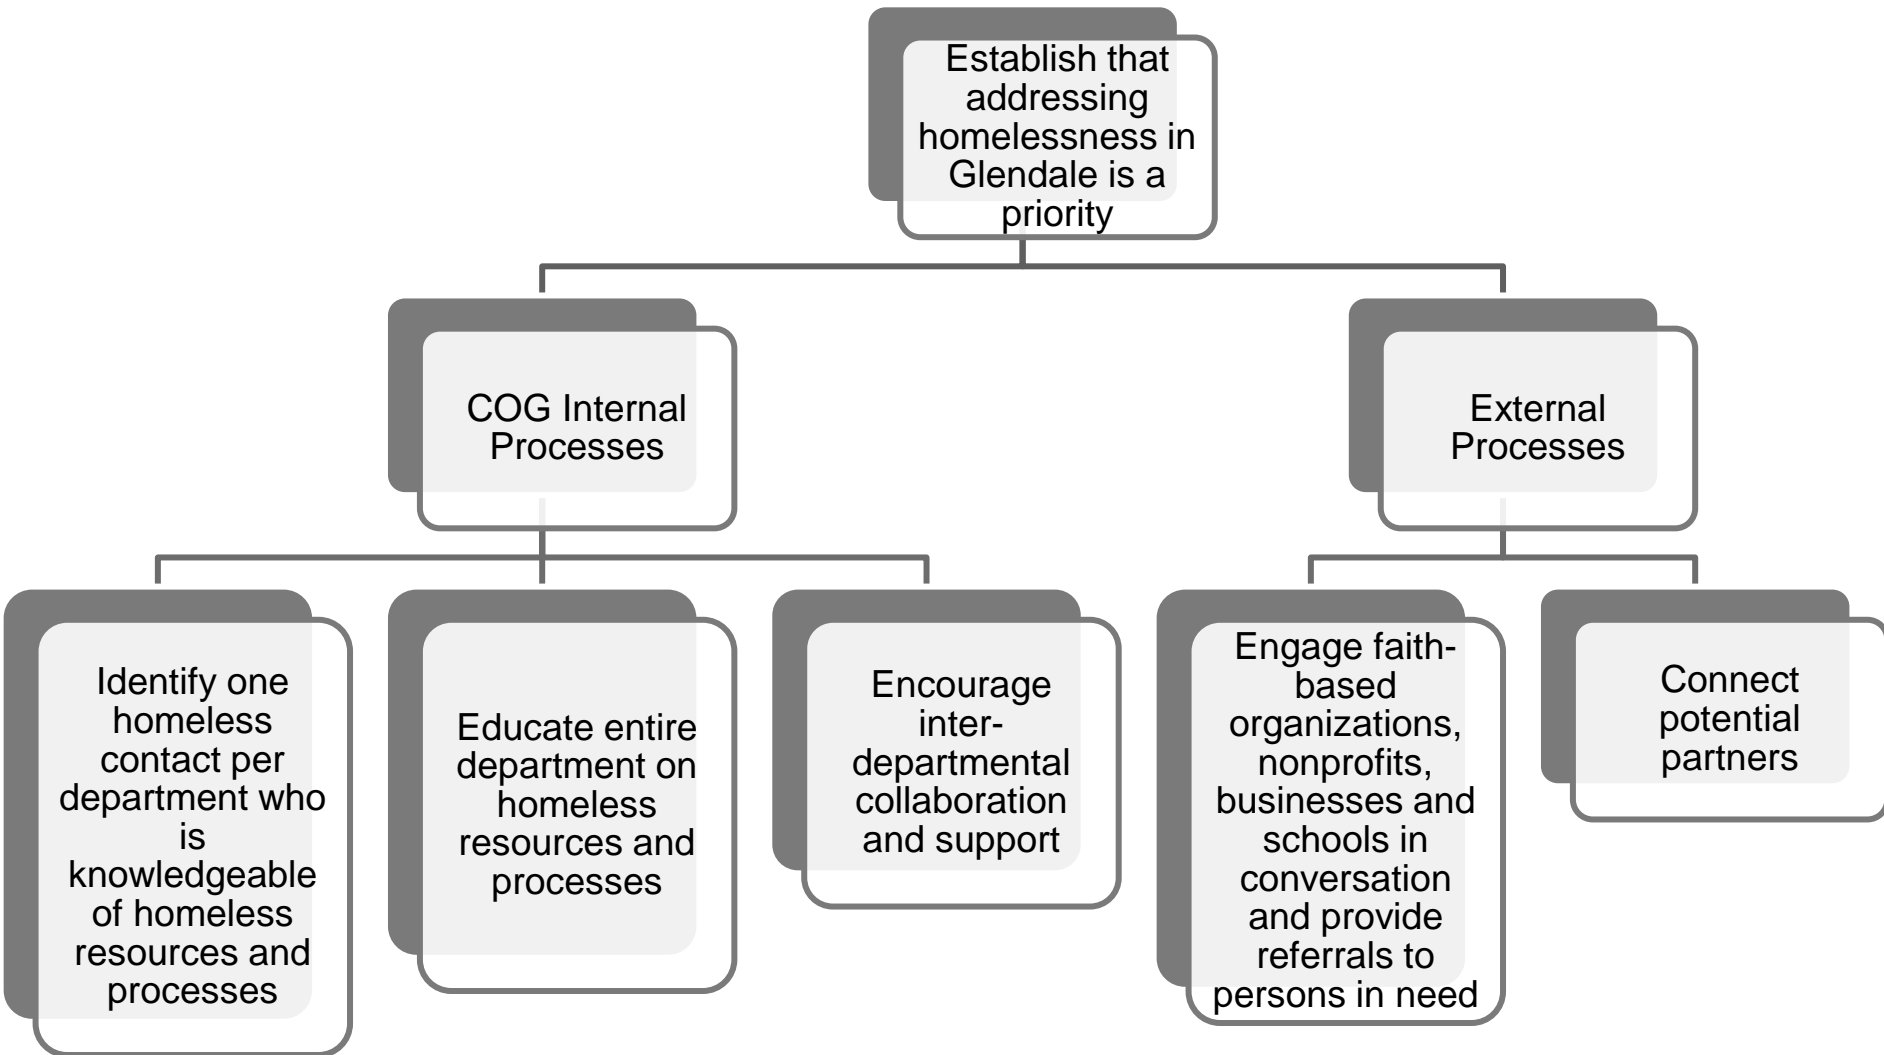 Establish that
addressing
homelessness in
Glendale is a
priority
COG Internal
Processes
External
Processes
Identify one
homeless
contact per
department who
is
knowledgeable
of homeless
resources and
processes
Educate entire
department on
homeless
resources and
processes
Encourage
inter-
departmental
collaboration
and support
Engage faith-
based
organizations,
nonprofits,
businesses and
schools in
conversation
and provide
referrals to
persons in need
Connect
potential
partners